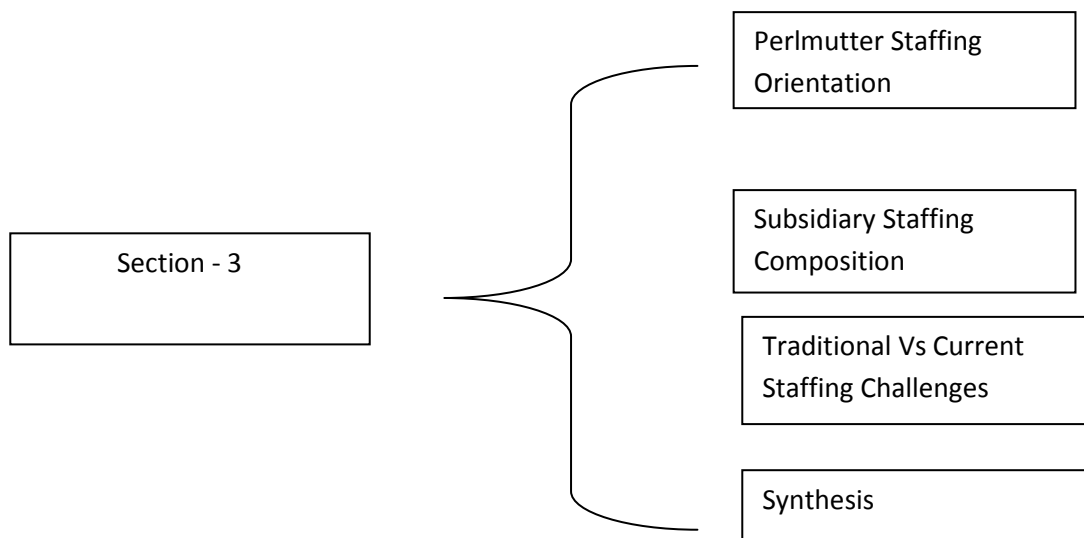 Perlmutter Staffing
Orientation
Subsidiary Staffing
Composition
Section - 3
Traditional Vs Current
Staffing Challenges
Synthesis